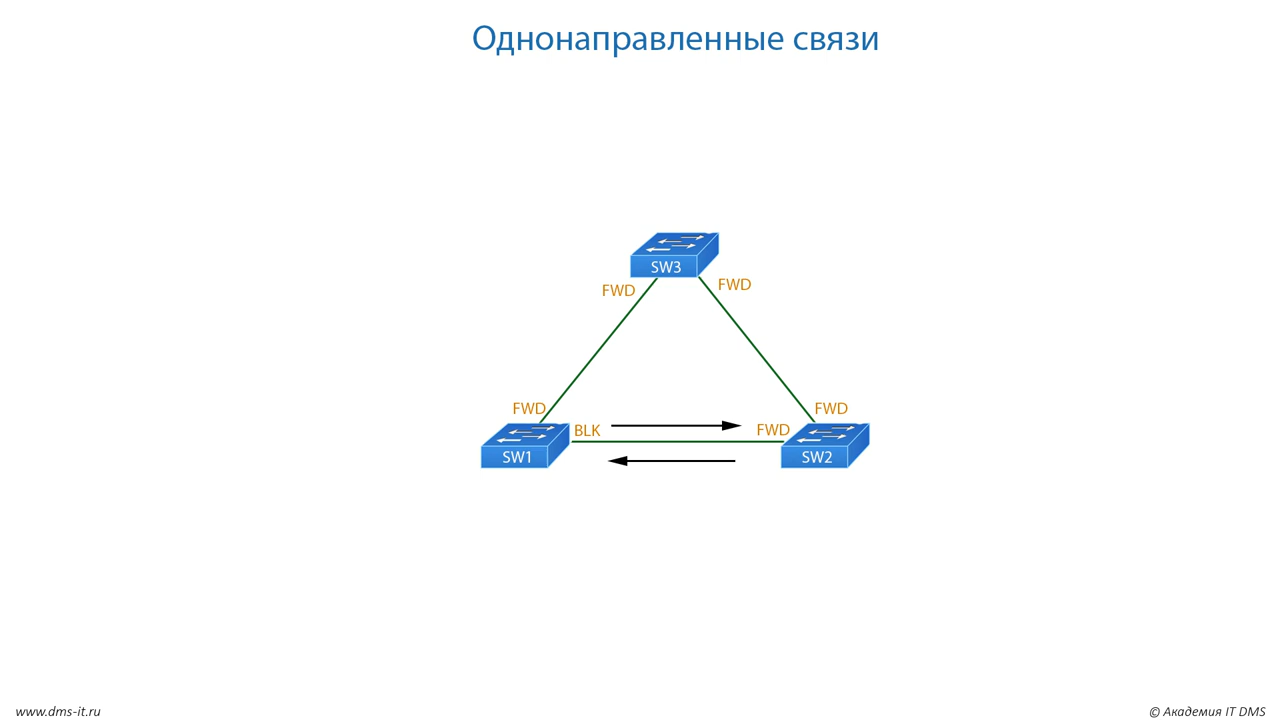 Однонаправленные связи
SW3
FWD
FWD
FWD
FWD
BLK
FWD
SW1
SW2
www.dms-it.ru
© Академия IT DMS